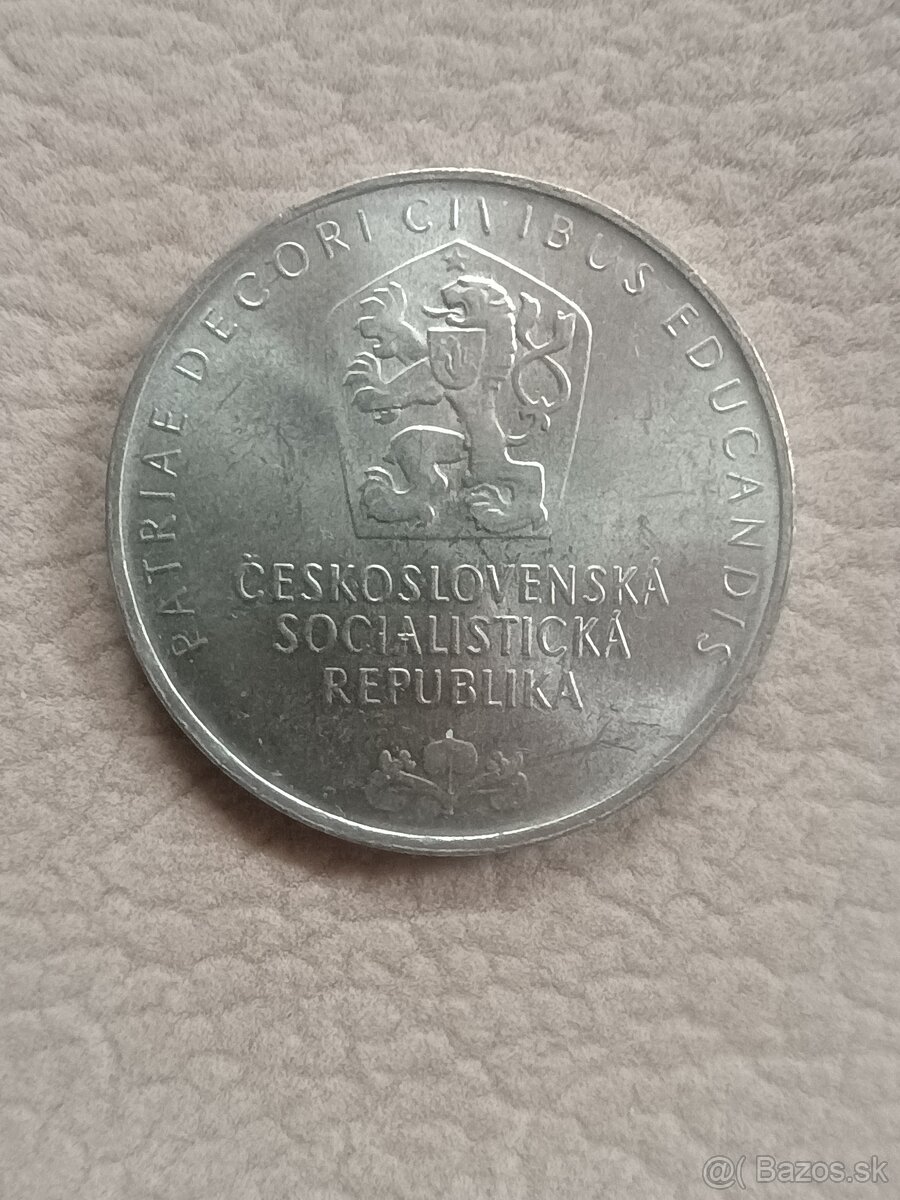 PATRIAE DECORI CIVIBUS EDUCANDIS
ČESKOSLOVENSKÁ
SOCIALISTICKÁ
REPUBLIKA
@( Bazos.sk